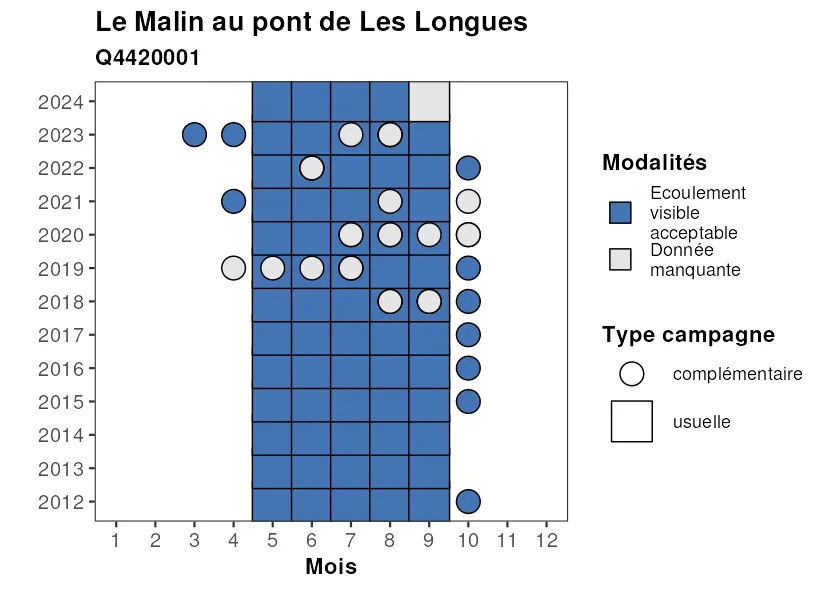 Le Malin au pont de Les Longues
Q4420001
2024
2023
2022
2021
2020
2019
2018
2017
2016
2015
2014
2013
2012
1 2 3 4 5 6 7 8 9 10 11 12
Mois
Modalités
Ecoulement
visible
acceptable
Donnée
manquante
Type campagne
complémentaire
usuelle